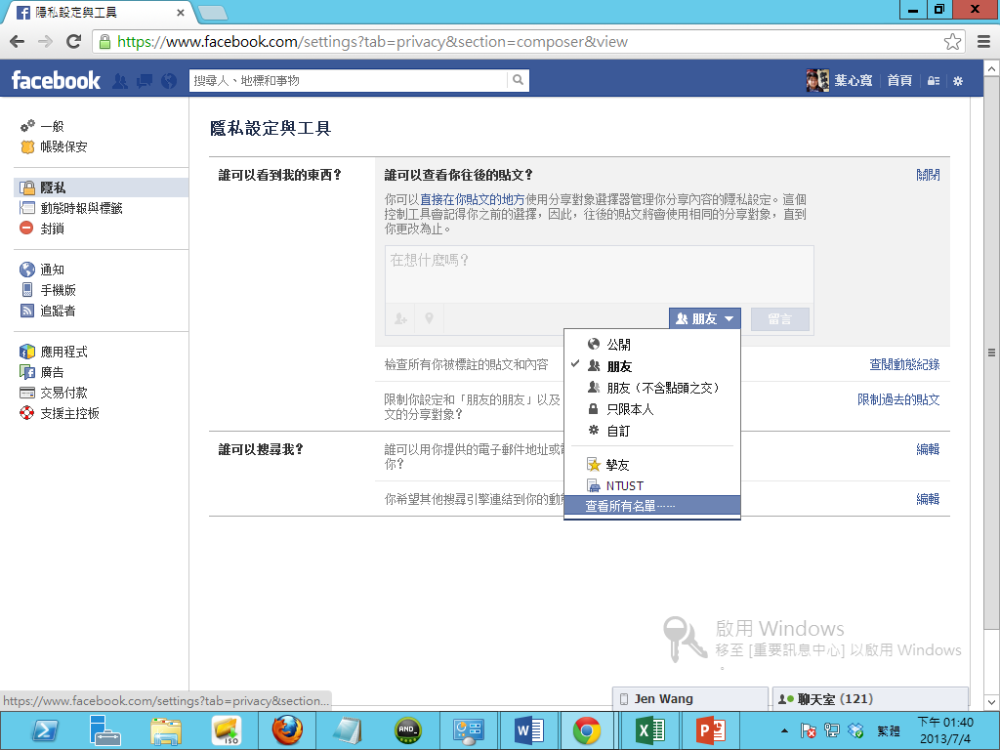 隱私設定與工具
https://www.facebook.com/settings?tab=privacy&section=composer&view
facebook
搜尋人、地標和事物
葉心寬
首頁
一般
帳號保安
隱私
動態時報與標籤
封鎖
通知
手機版
追蹤者
應用程式
廣告
交易付款
支援主控板
隱私設定與工具
誰可以看到我的東西？
誰可以查看你往後的貼文？
關閉
你可以直接在你貼文的地方使用分享對象選擇器管理你分享內容的隱私設定。這個
控制工具會記得你之前的選擇，因此，往後的貼文將會使用相同的分享對象，直到
你更改為止。
在想什麼嗎？
朋友
留言
公開
朋友
朋友（不含點頭之交）
只限本人
自訂
摯友
NTUST
查看所有名單⋯⋯
檢查所有你被標註的貼文和內容
查閱動態紀錄
限制你設定和「朋友的朋友」以及
文的分享對象？
限制過去的貼文
誰可以搜尋我？
誰可以用你提供的電子郵件地址或
你？
編輯
你希望其他搜尋引擎連結到你的動
編輯
啟用 Windows
移至 [重要訊息中心] 以啟用 Windows
。
https://www.facebook.com/settings?tab=privacy&section...
Jen Wang
聊天室 (121)
ISO
AND_
繁體
下午 01:40
2013/7/4